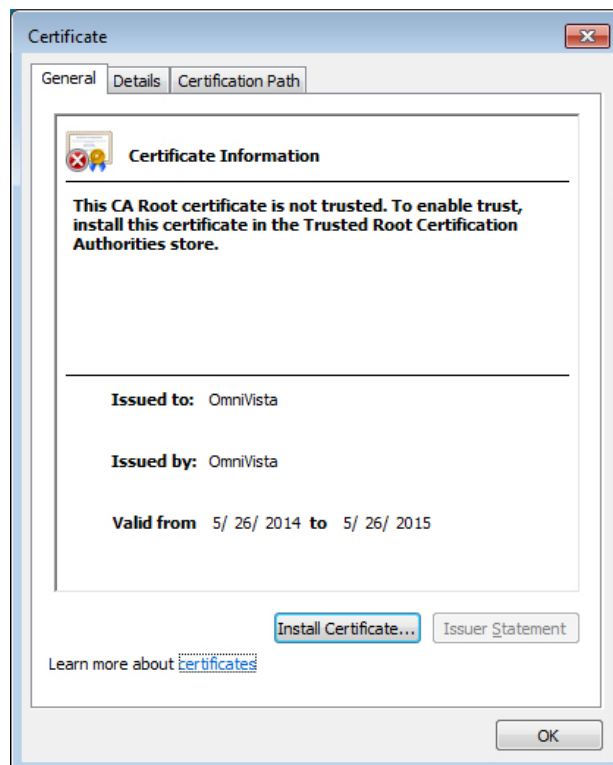 Certificate
General Details Certification Path
Certificate Information
This CA Root certificate is not trusted. To enable trust,
install this certificate in the Trusted Root Certification
Authorities store.
Issued to: OmniVista
Issued by: OmniVista
Valid from 5/ 26/ 2014 to 5/ 26/ 2015
Install Certificate... Issuer Statement
Learn more about certificates
OK